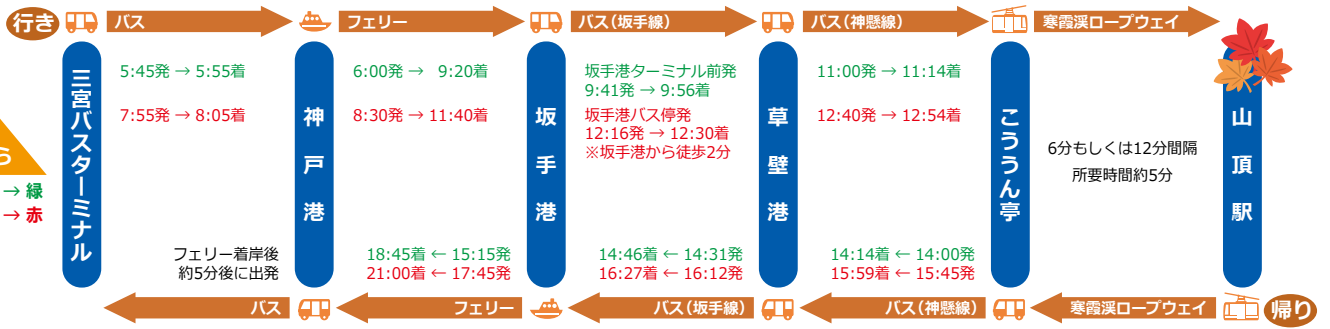 行き
バス
フェリー
バス(坂手線)
バス(神懸線)
寒霞渓ロープウェイ
三宮バスターミナル
5:45発 → 5:55着
7:55発 → 8:05着
神戸港
6:00発 → 9:20着
8:30発 → 11:40着
坂手港
坂手港ターミナル前発
9:41発 → 9:56着
坂手港バス停発
12:16発 → 12:30着
※坂手港から徒歩2分
草壁港
11:00発 → 11:14着
12:40発 → 12:54着
こううん亭
6分もしくは12分間隔
所要時間約5分
山頂駅
ら
→ 緑
→ 赤
フェリー着岸後
約5分後に出発
18:45着 ← 15:15発
21:00着 ← 17:45発
14:46着 ← 14:31発
16:27着 ← 16:12発
14:14着 ← 14:00発
15:59着 ← 15:45発
バス
フェリー
バス(坂手線)
バス(神懸線)
寒霞渓ロープウェイ
帰り